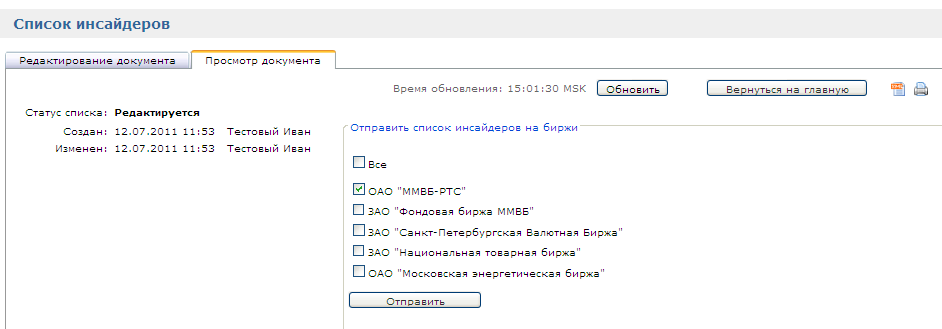 Список инсайдеров
Редактирование документа Просмотр документа
Время обновления: 15:01:30 MSK Обновить Вернуться на главную
Статус списка: Редактируется
Создан: 12.07.2011 11:53 Тестовый Иван
Изменен: 12.07.2011 11:53 Тестовый Иван
Отправить список инсайдеров на биржи
Все
ОАО "ММВБ-РТС"
ЗАО "Фондовая биржа ММВБ"
ЗАО "Санкт-Петербургская Валютная Биржа"
ЗАО "Национальная товарная биржа"
ОАО "Московская энергетическая биржа"
Отправить